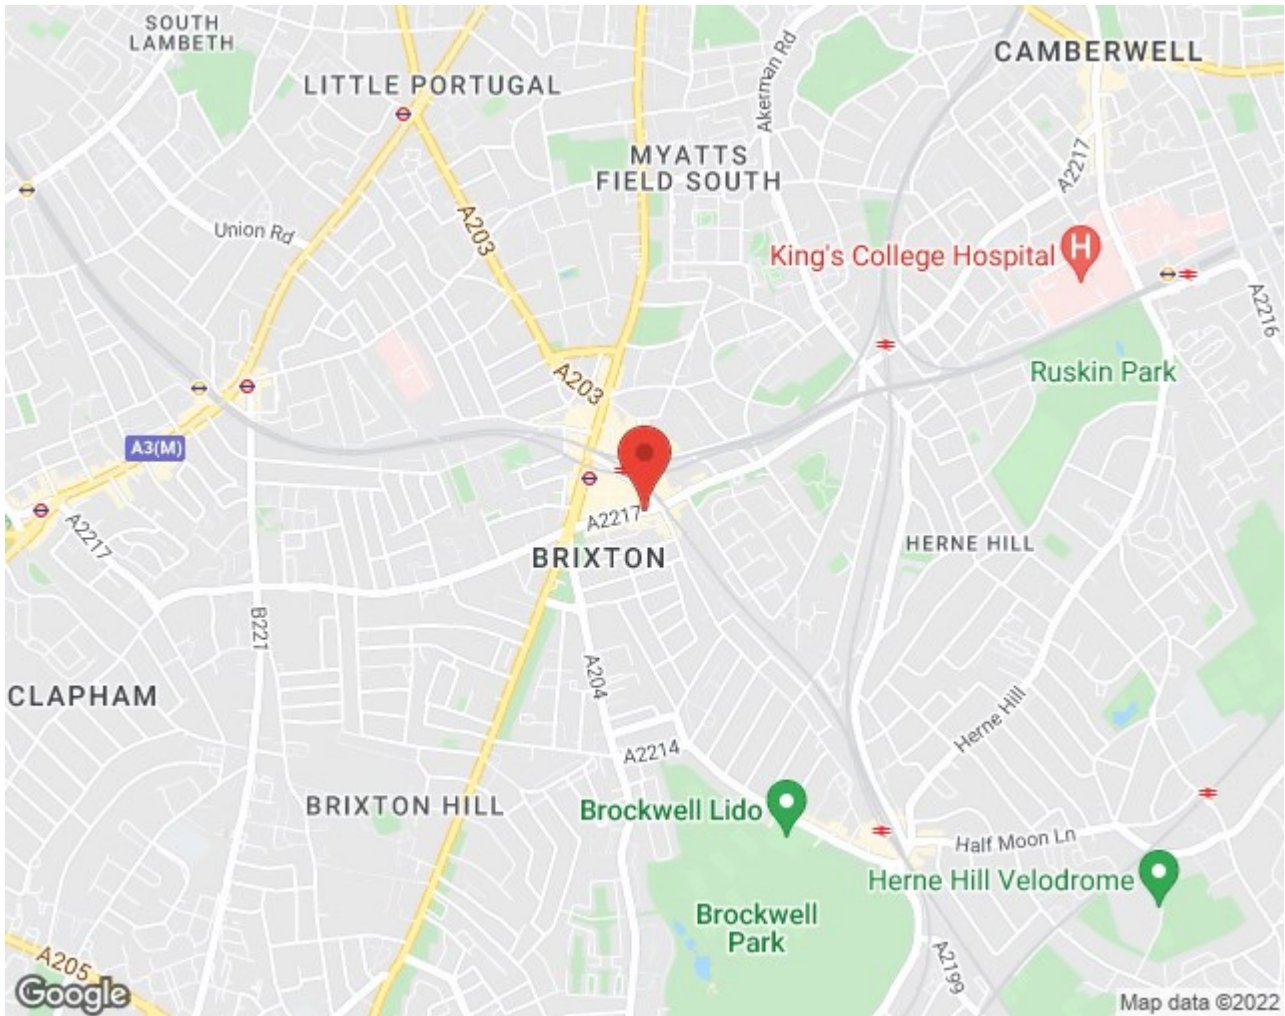 SOUTH
LAMBETH
CAMBERWELL
LITTLE PORTUGAL
Akerman Rd
MYATTS
FIELD SOUTH
A2217
A203
Union Rd
King's College Hospital
H
A2216
Ruskin Park
A203
A3(M)
A2217
A2217
BRIXTON
HERNE HILL
B221
A204
CLAPHAM
Herne Hill
A2214
BRIXTON HILL
Brockwell Lido
Half Moon Ln
Herne Hill Velodrome
Brockwell
Park
A205
A2199
Google
Map data ©2022